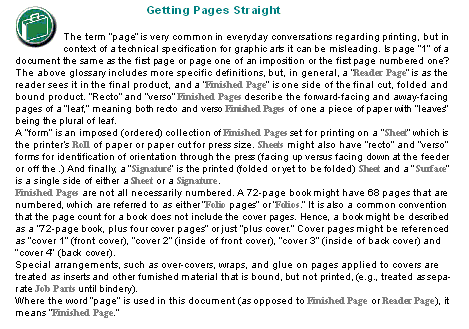 Getting Pages Straight
The term "page" is very common in everyday conversations regarding printing, but in
context of a technical specification for graphic arts it can be misleading. Is page "1" of a
document the same as the first page or page one of an imposition or the first page numbered one?
The above glossary includes more specific definitions, but, in general, a "Reader Page" is as the
reader sees it in the final product, and a "Finished Page" is one side of the final cut, folded and
bound product. "Recto" and "verso" Finished Pages describe the forward-facing and away-facing
pages of a "leaf," meaning both recto and verso Finished Pages of one a piece of paper with "leaves"
being the plural of leaf.
A "form" is an imposed (ordered) collection of Finished Pages set for printing on a "Sheet" which is
the printer's Roll of paper or paper cut for press size. Sheets might also have "recto" and "verso"
forms for identification of orientation through the press (facing up versus facing down at the feeder
or off the .) And finally, a "Signature" is the printed (folded or yet to be folded) Sheet and a "Surface"
is a single side of either a Sheet or a Signature.
Finished Pages are not all necessarily numbered. A 72-page book might have 68 pages that are
numbered, which are referred to as either "Folio pages" or "Folios." It is also a common convention
that the page count for a book does not include the cover pages. Hence, a book might be described
as a "72-page book, plus four cover pages" or just "plus cover." Cover pages might be referenced
as "cover 1" (front cover), "cover 2" (inside of front cover), "cover 3" (inside of back cover) and
"cover 4" (back cover).
Special arrangements, such as over-covers, wraps, and glue on pages applied to covers are
treated as inserts and other furnished material that is bound, but not printed, (e.g., treated as sepa-
rate Job Parts until bindery).
Where the word "page" is used in this document (as opposed to Finished Page or Reader Page), it
means "Finished Page."